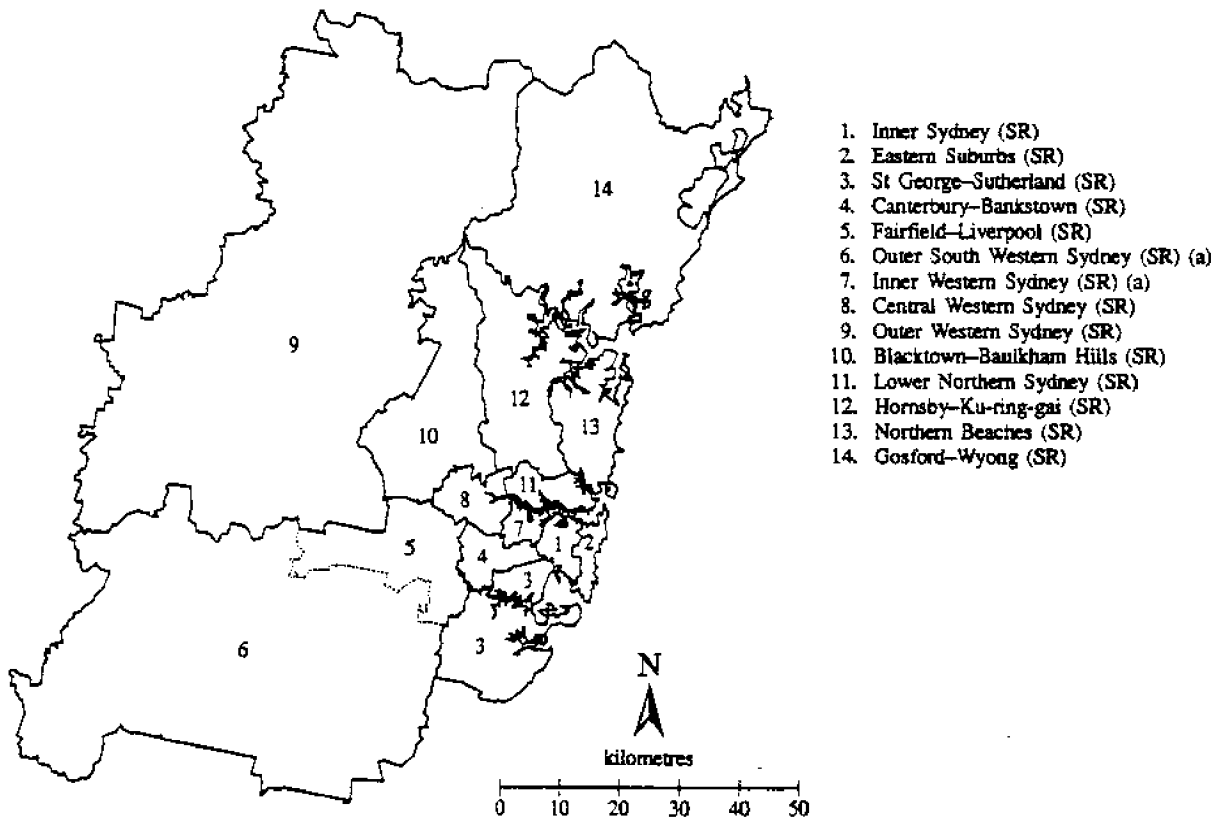 14
9
12
13
10
11
8
7
5
4
1
2
3
6
3
1. Inner Sydney (SR)
2. Eastern Suburbs (SR)
3. St George–Sutherland (SR)
4. Canterbury–Bankstown (SR)
5. Fairfield–Liverpool (SR)
6. Outer South Western Sydney (SR) (a)
7. Inner Western Sydney (SR) (a)
8. Central Western Sydney (SR)
9. Outer Western Sydney (SR)
10. Blacktown–Baulkham Hills (SR)
11. Lower Northern Sydney (SR)
12. Hornsby–Ku-ring-gai (SR)
13. Northern Beaches (SR)
14. Gosford–Wyong (SR)
N
kilometres
0 10 20 30 40 50